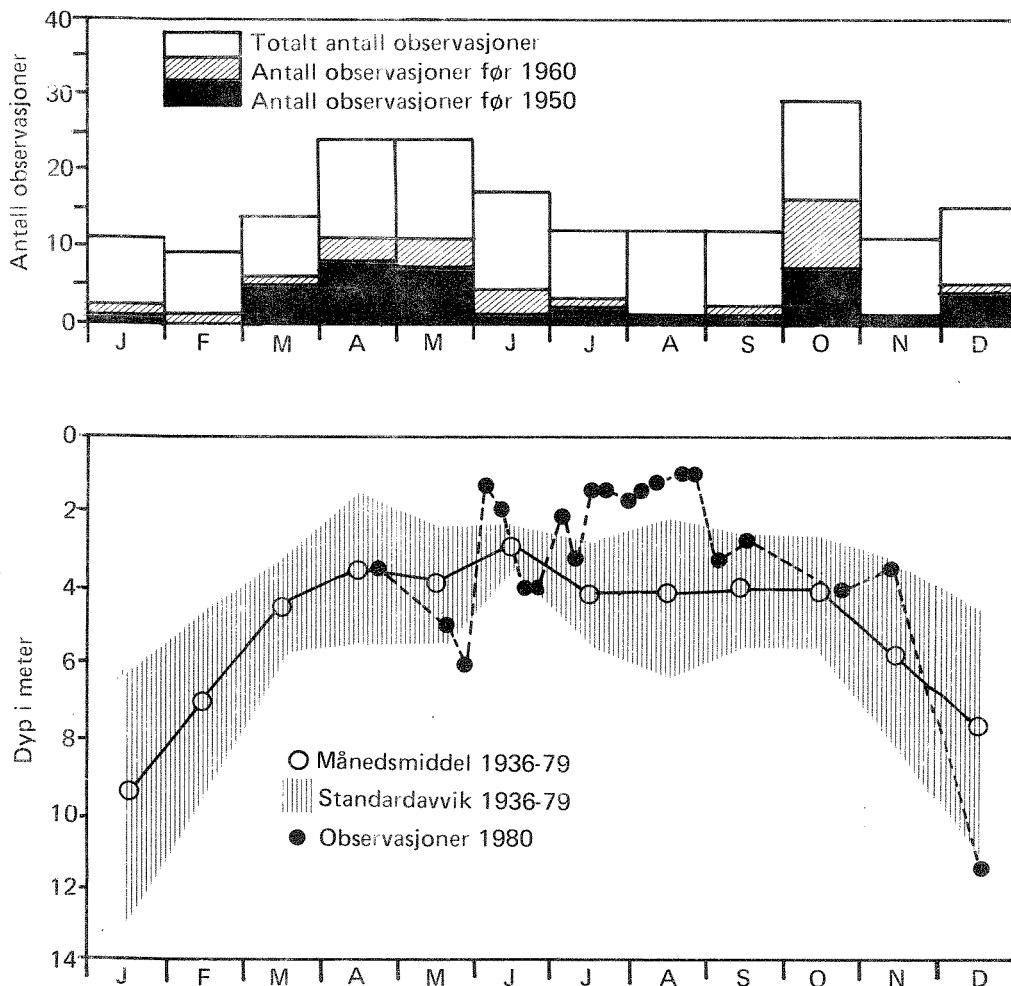 40
30
20
10
0
Antall observasjoner
Totalt antall observasjoner
Antall observasjoner før 1960
Antall observasjoner før 1950
J F M A M J J A S O N D
0
2
4
6
8
10
12
14
Dyp i meter
Månedsmiddel 1936-79
Standardavvik 1936-79
Observasjoner 1980
J F M A M J J A S O N D